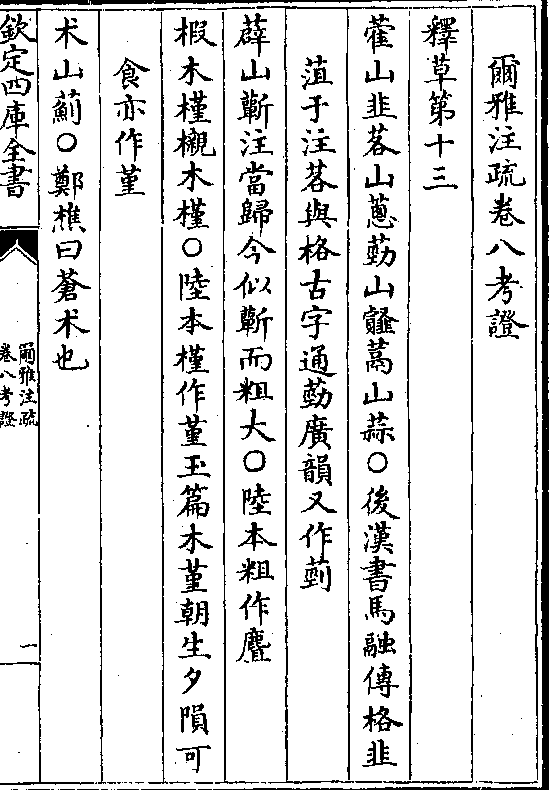 爾雅注疏卷八考證
釋草第十三
藿山韭茖山蔥葝山䪥蒚山蒜○後漢書馬融傳格韭
菹于注茖與格古字通葝廣韻又作䓝
薜山蘄注當歸今似蘄而粗大○陸本粗作麆
椵木槿櫬木槿○陸本槿作堇玉篇木堇朝生夕隕可
食亦作堇
术山薊○鄭樵曰蒼术也
欽定四庫全書
爾雅注疏
卷八考證
一